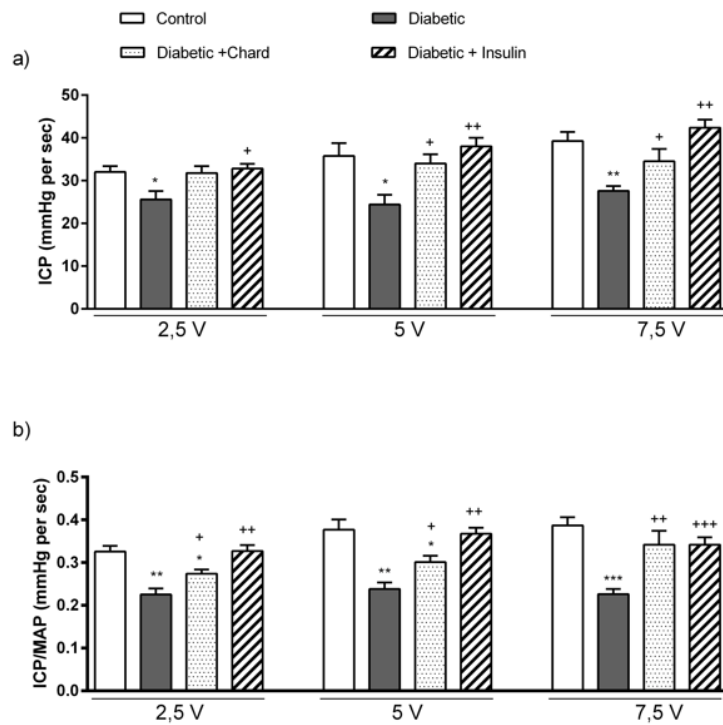 Control
Diabetic
Diabetic +Chard
Diabetic + Insulin
a)
ICP (mmHg per sec)
50
40
30
20
10
0
*
+
*
+
++
**
+
++
2,5 V
5 V
7,5 V
b)
ICP/MAP (mmHg per sec)
0.5
0.4
0.3
0.2
0.1
0.0
**
+
*
++
**
+
*
++
***
++
+++
2,5 V
5 V
7,5 V